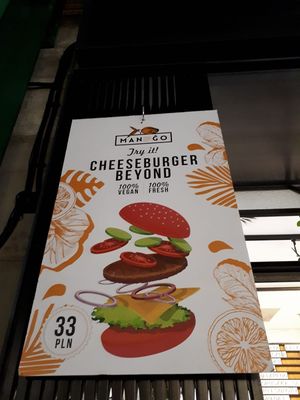 MAN GO
Try it!
CHEESEBURGER
BEYOND
100% 100%
VEGAN FRESH
33
PLN